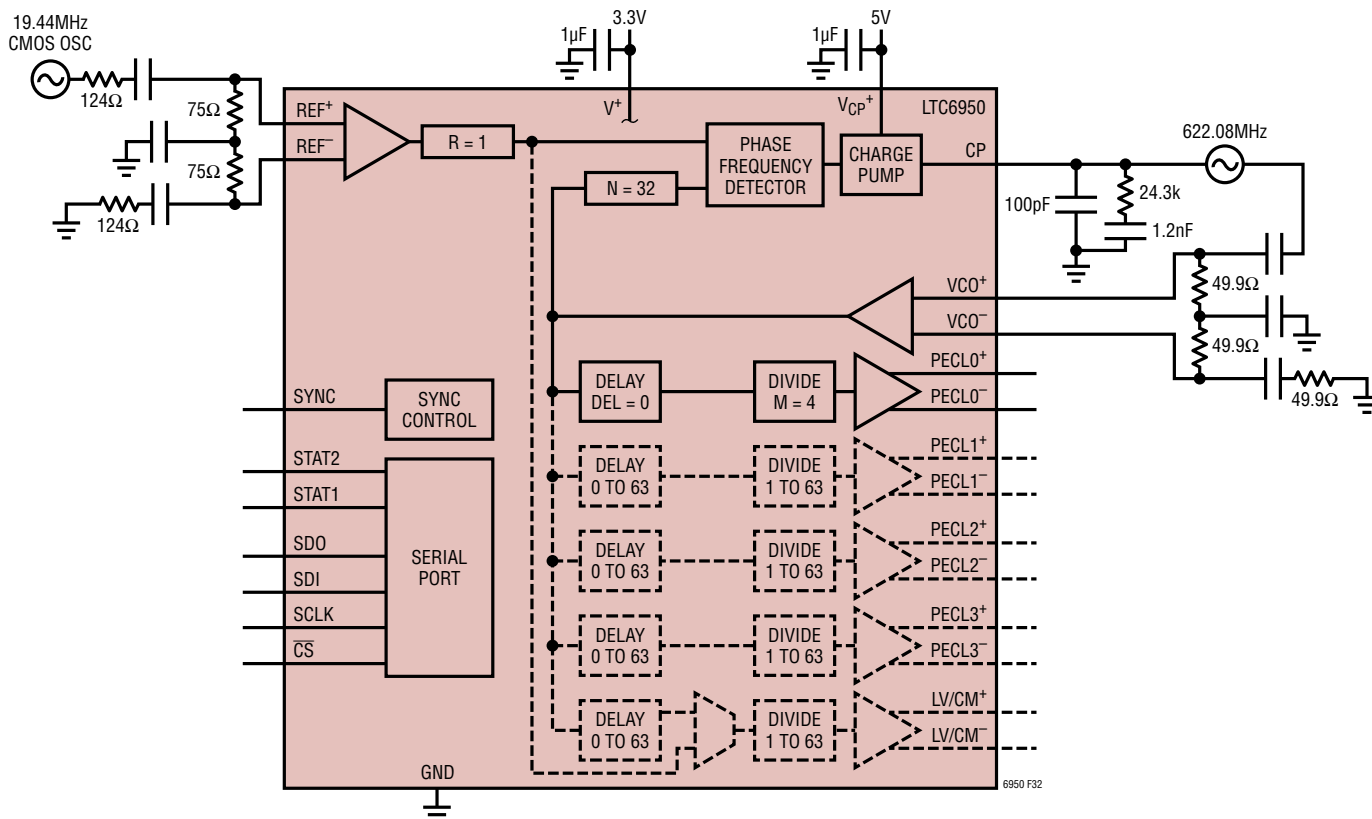 19.44MHz
CMOS OSC
124Ω
75Ω
75Ω
124Ω
1µF
3.3V
1µF
5V
REF+
REF–
V+
VCP+
LTC6950
R = 1
N = 32
PHASE
FREQUENCY
DETECTOR
CHARGE
PUMP
CP
622.08MHz
100pF
24.3k
1.2nF
VCO+
VCO–
49.9Ω
49.9Ω
49.9Ω
SYNC
SYNC
CONTROL
DELAY
DEL = 0
DIVIDE
M = 4
PECL0+
PECL0–
STAT2
STAT1
SDO
SDI
SCLK
CS
SERIAL
PORT
DELAY
0 TO 63
DIVIDE
1 TO 63
PECL1+
PECL1–
DELAY
0 TO 63
DIVIDE
1 TO 63
PECL2+
PECL2–
DELAY
0 TO 63
DIVIDE
1 TO 63
PECL3+
PECL3–
DELAY
0 TO 63
DIVIDE
1 TO 63
LV/CM+
LV/CM–
GND
6950 F32